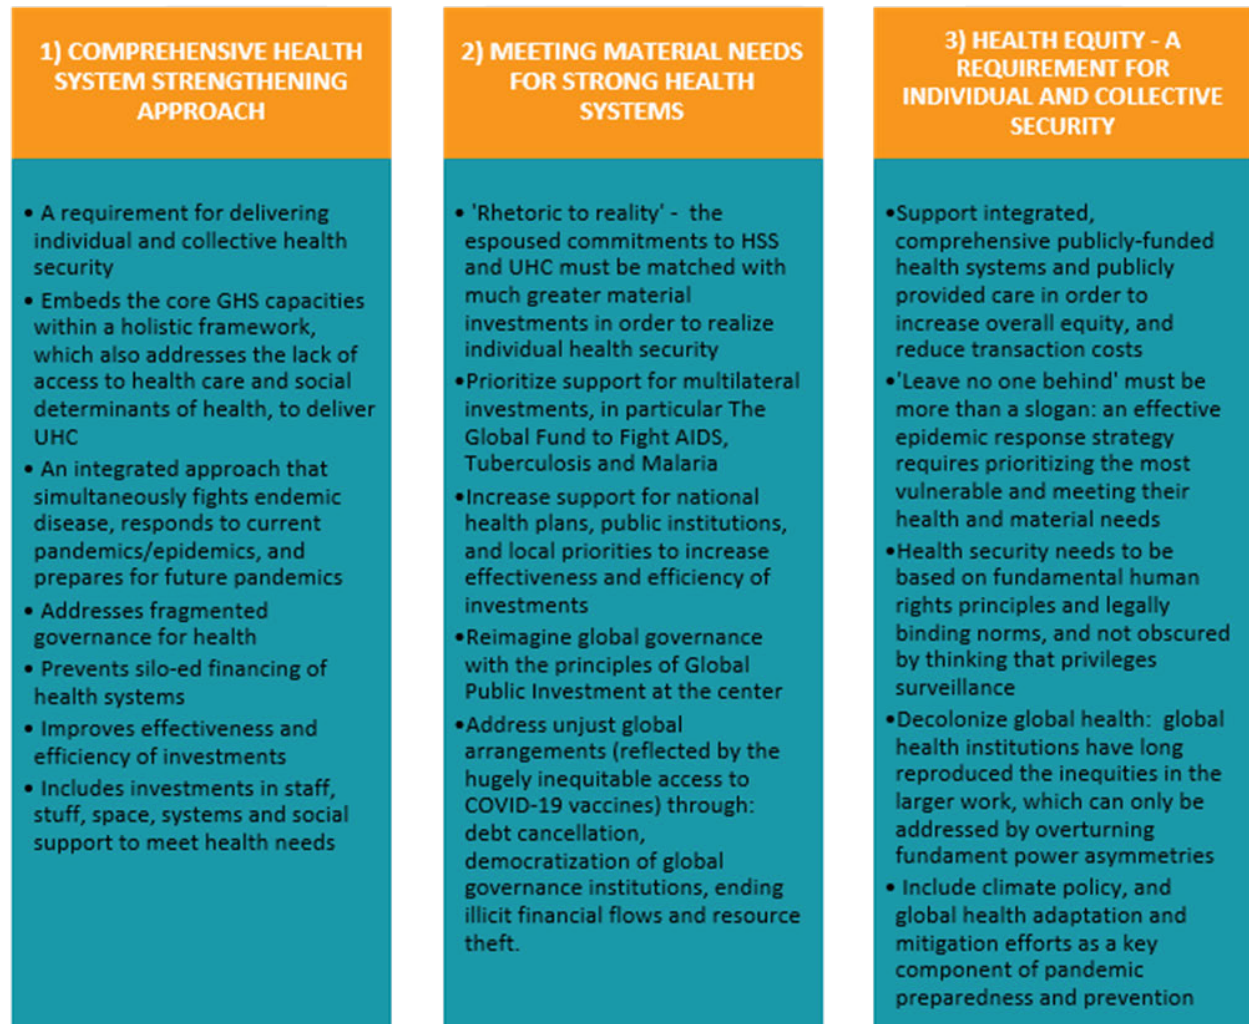 1) COMPREHENSIVE HEALTH
SYSTEM STRENGTHENING
APPROACH
• A requirement for delivering
individual and collective health
security
• Embeds the core GHS capacities
within a holistic framework,
which also addresses the lack of
access to health care and social
determinants of health, to deliver
UHC
• An integrated approach that
simultaneously fights endemic
disease, responds to current
pandemics/epidemics, and
prepares for future pandemics
• Addresses fragmented
governance for health
• Prevents silo-ed financing of
health systems
• Improves effectiveness and
efficiency of investments
• Includes investments in staff,
stuff, space, systems and social
support to meet health needs
2) MEETING MATERIAL NEEDS
FOR STRONG HEALTH
SYSTEMS
• 'Rhetoric to reality' - the
espoused commitments to HSS
and UHC must be matched with
much greater material
investments in order to realize
individual health security
•Prioritize support for multilateral
investments, in particular The
Global Fund to Fight AIDS,
Tuberculosis and Malaria
•Increase support for national
health plans, public institutions,
and local priorities to increase
effectiveness and efficiency of
investments
•Reimagine global governance
with the principles of Global
Public Investment at the center
•Address unjust global
arrangements (reflected by the
hugely inequitable access to
COVID-19 vaccines) through:
debt cancellation,
democratization of global
governance institutions, ending
illicit financial flows and resource
theft.
3) HEALTH EQUITY - A
REQUIREMENT FOR
INDIVIDUAL AND COLLECTIVE
SECURITY
•Support integrated,
comprehensive publicly-funded
health systems and publicly
provided care in order to
increase overall equity, and
reduce transaction costs
•'Leave no one behind' must be
more than a slogan: an effective
epidemic response strategy
requires prioritizing the most
vulnerable and meeting their
health and material needs
•Health security needs to be
based on fundamental human
rights principles and legally
binding norms, and not obscured
by thinking that privileges
surveillance
•Decolonize global health: global
health institutions have long
reproduced the inequities in the
larger work, which can only be
addressed by overturning
fundament power asymmetries
• Include climate policy, and
global health adaptation and
mitigation efforts as a key
component of pandemic
preparedness and prevention